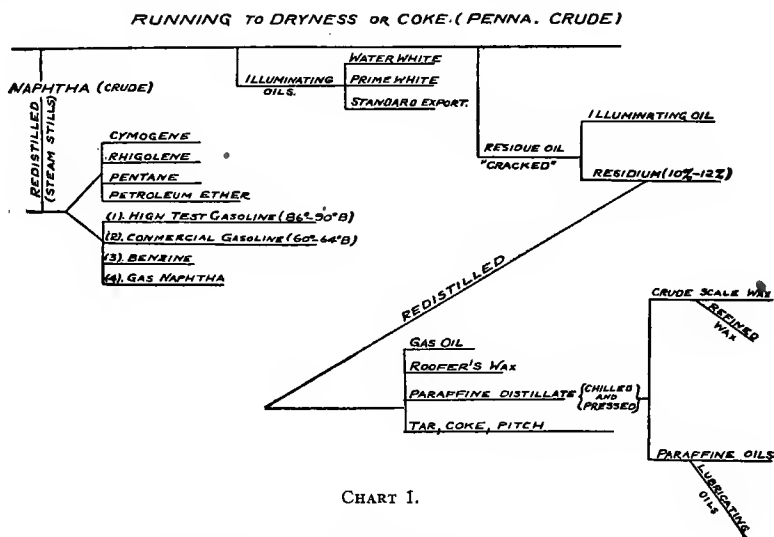 RUNNING TO DRYNESS OR COKE. (PENNA. CRUDE)
NAPHTHA (CRUDE)
REDISTILLED
(STEAM STILLS)
CYMOGENE
RHIGOLENE
PENTANE
PETROLEUM ETHER
(1). HIGH TEST GASOLINE (86°-90°B)
(2). CONMERCIAL GASOLINE (60°-64°B)
(3). BENZINE
(4). GAS NAPHTHA
ILLUMINATING
OILS.
WATER WHITE
PRIME WHITE
STANDARD EXPORT.
RESIDUE OIL
"CRACKED"
ILLUMINATING OIL
RESIDIUM (10%-12%)
REDISTILLED
GAS OIL
ROOFER'S WAX
PARAFFINE DISTILLATE
{CHILLED
AND
PRESSED}
TAR, COKE, PITCH
CRUDE SCALE WAX
REFINED
WAX
PARAFFINE OILS
LUBRICATING
OILS
CHART I.